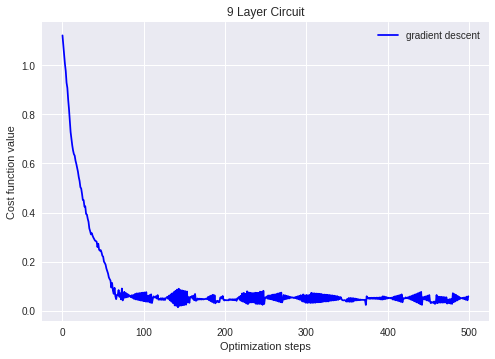 9 Layer Circuit
gradient descent
Cost function value
1.0
0.8
0.6
0.4
0.2
0.0
0 100 200 300 400 500
Optimization steps